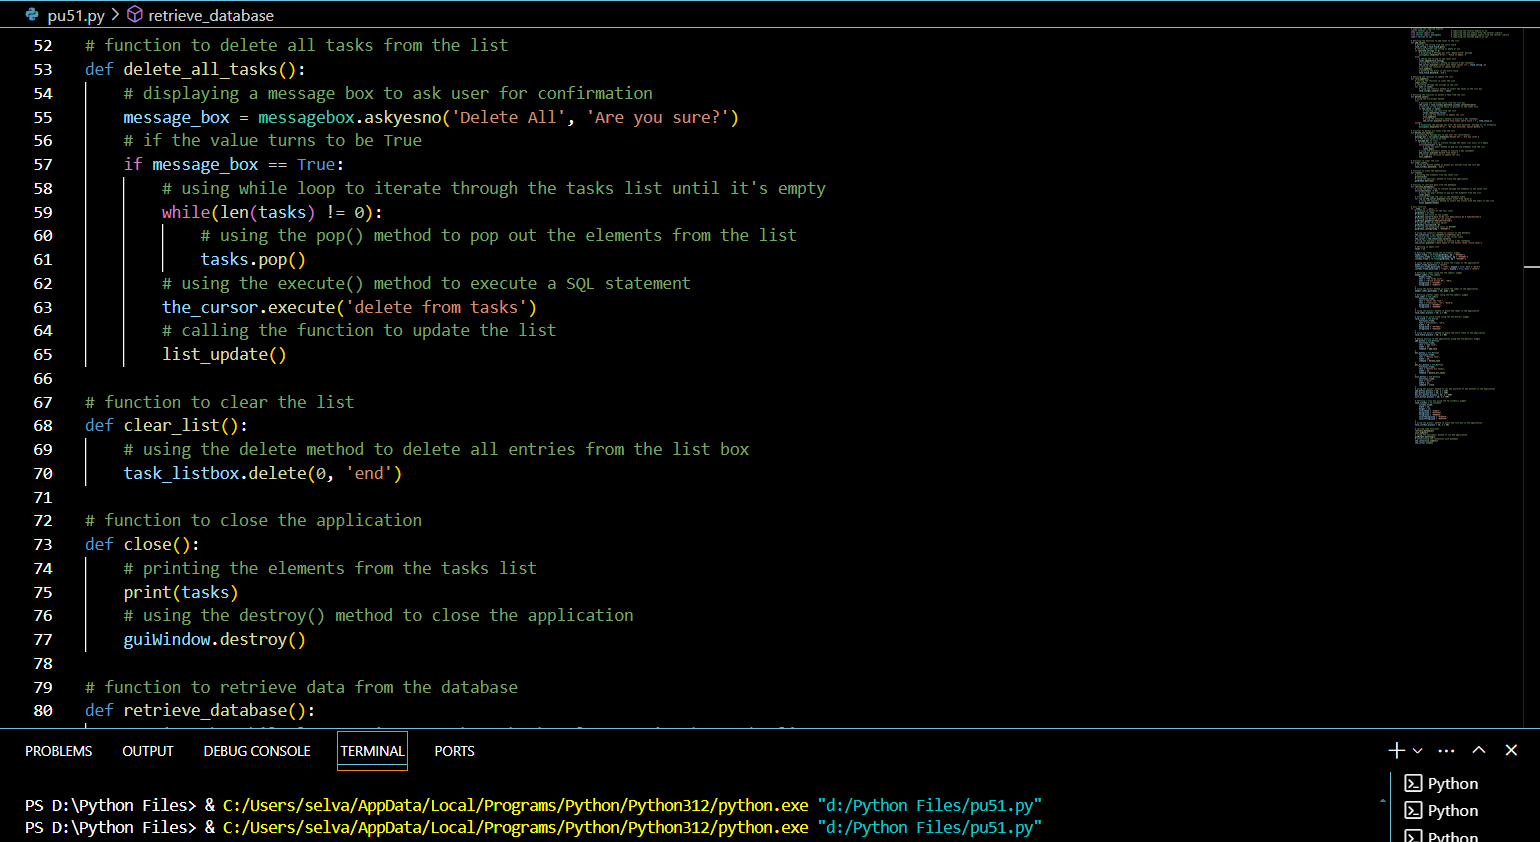 pu51.py > retrieve_database
52 # function to delete all tasks from the list
53 def delete_all_tasks():
54     # displaying a message box to ask user for confirmation
55     message_box = messagebox.askyesno('Delete All', 'Are you sure?')
56     # if the value turns to be True
57     if message_box == True:
58         # using while loop to iterate through the tasks list until it's empty
59         while(len(tasks) != 0):
60             # using the pop() method to pop out the elements from the list
61             tasks.pop()
62         # using the execute() method to execute a SQL statement
63         the_cursor.execute('delete from tasks')
64         # calling the function to update the list
65         list_update()
66
67 # function to clear the list
68 def clear_list():
69     # using the delete method to delete all entries from the list box
70     task_listbox.delete(0, 'end')
71
72 # function to close the application
73 def close():
74     # printing the elements from the tasks list
75     print(tasks)
76     # using the destroy() method to close the application
77     guiWindow.destroy()
78
79 # function to retrieve data from the database
80 def retrieve_database():
PROBLEMS OUTPUT DEBUG CONSOLE TERMINAL PORTS
PS D:\Python Files> & C:/Users/selva/AppData/Local/Programs/Python/Python312/python.exe "d:/Python Files/pu51.py"
PS D:\Python Files> & C:/Users/selva/AppData/Local/Programs/Python/Python312/python.exe "d:/Python Files/pu51.py"
Python
Python
Python